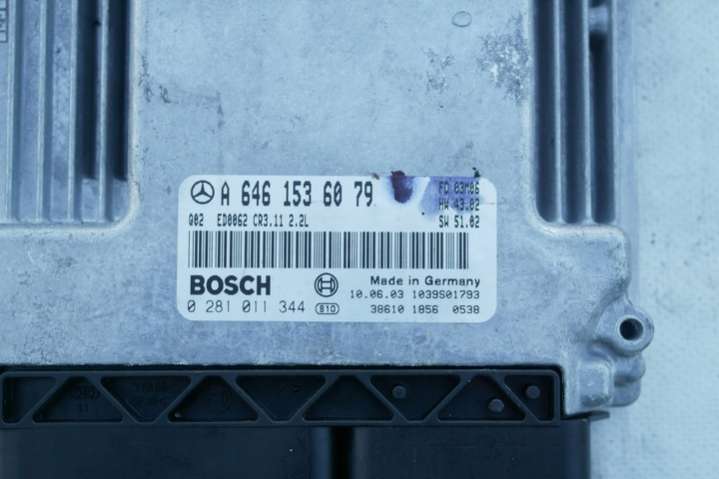 A 646 153 60 79
FD 03M06
HW 43.02
Q02 ED0062 CR3.11 2.2L
SW 51.02
BOSCH
Made in Germany
10.06.03 1039S01793
0 281 011 344 810
38610 1856 0538